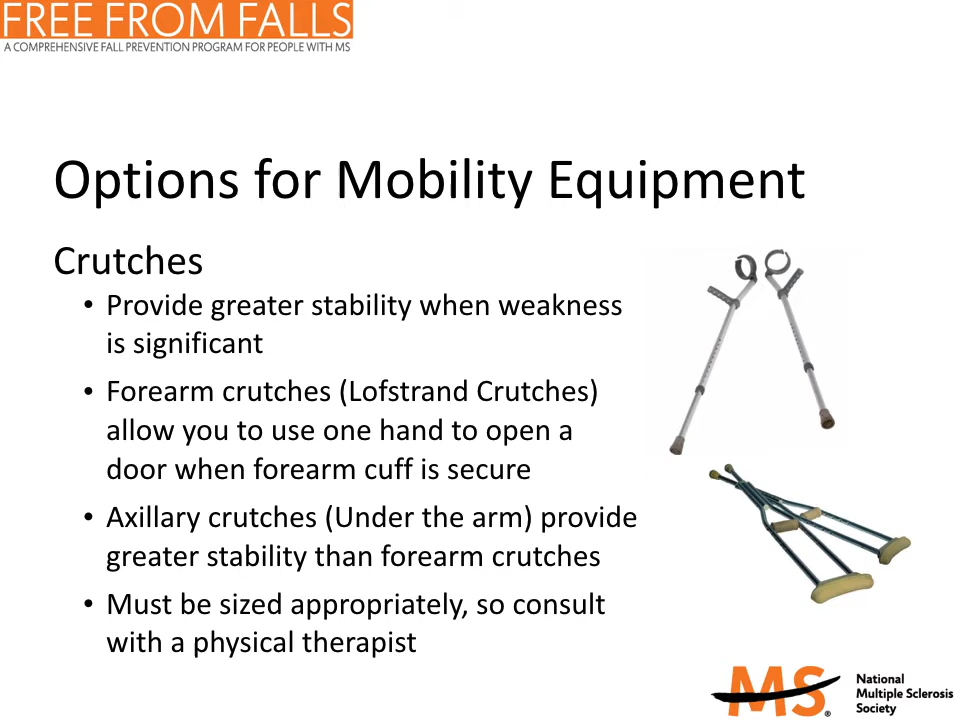 FREE FROM FALLS
A COMPREHENSIVE FALL PREVENTION PROGRAM FOR PEOPLE WITH MS
Options for Mobility Equipment
Crutches
• Provide greater stability when weakness
is significant
• Forearm crutches (Lofstrand Crutches)
allow you to use one hand to open a
door when forearm cuff is secure
• Axillary crutches (Under the arm) provide
greater stability than forearm crutches
• Must be sized appropriately, so consult
with a physical therapist
MS®
National
Multiple Sclerosis
Society